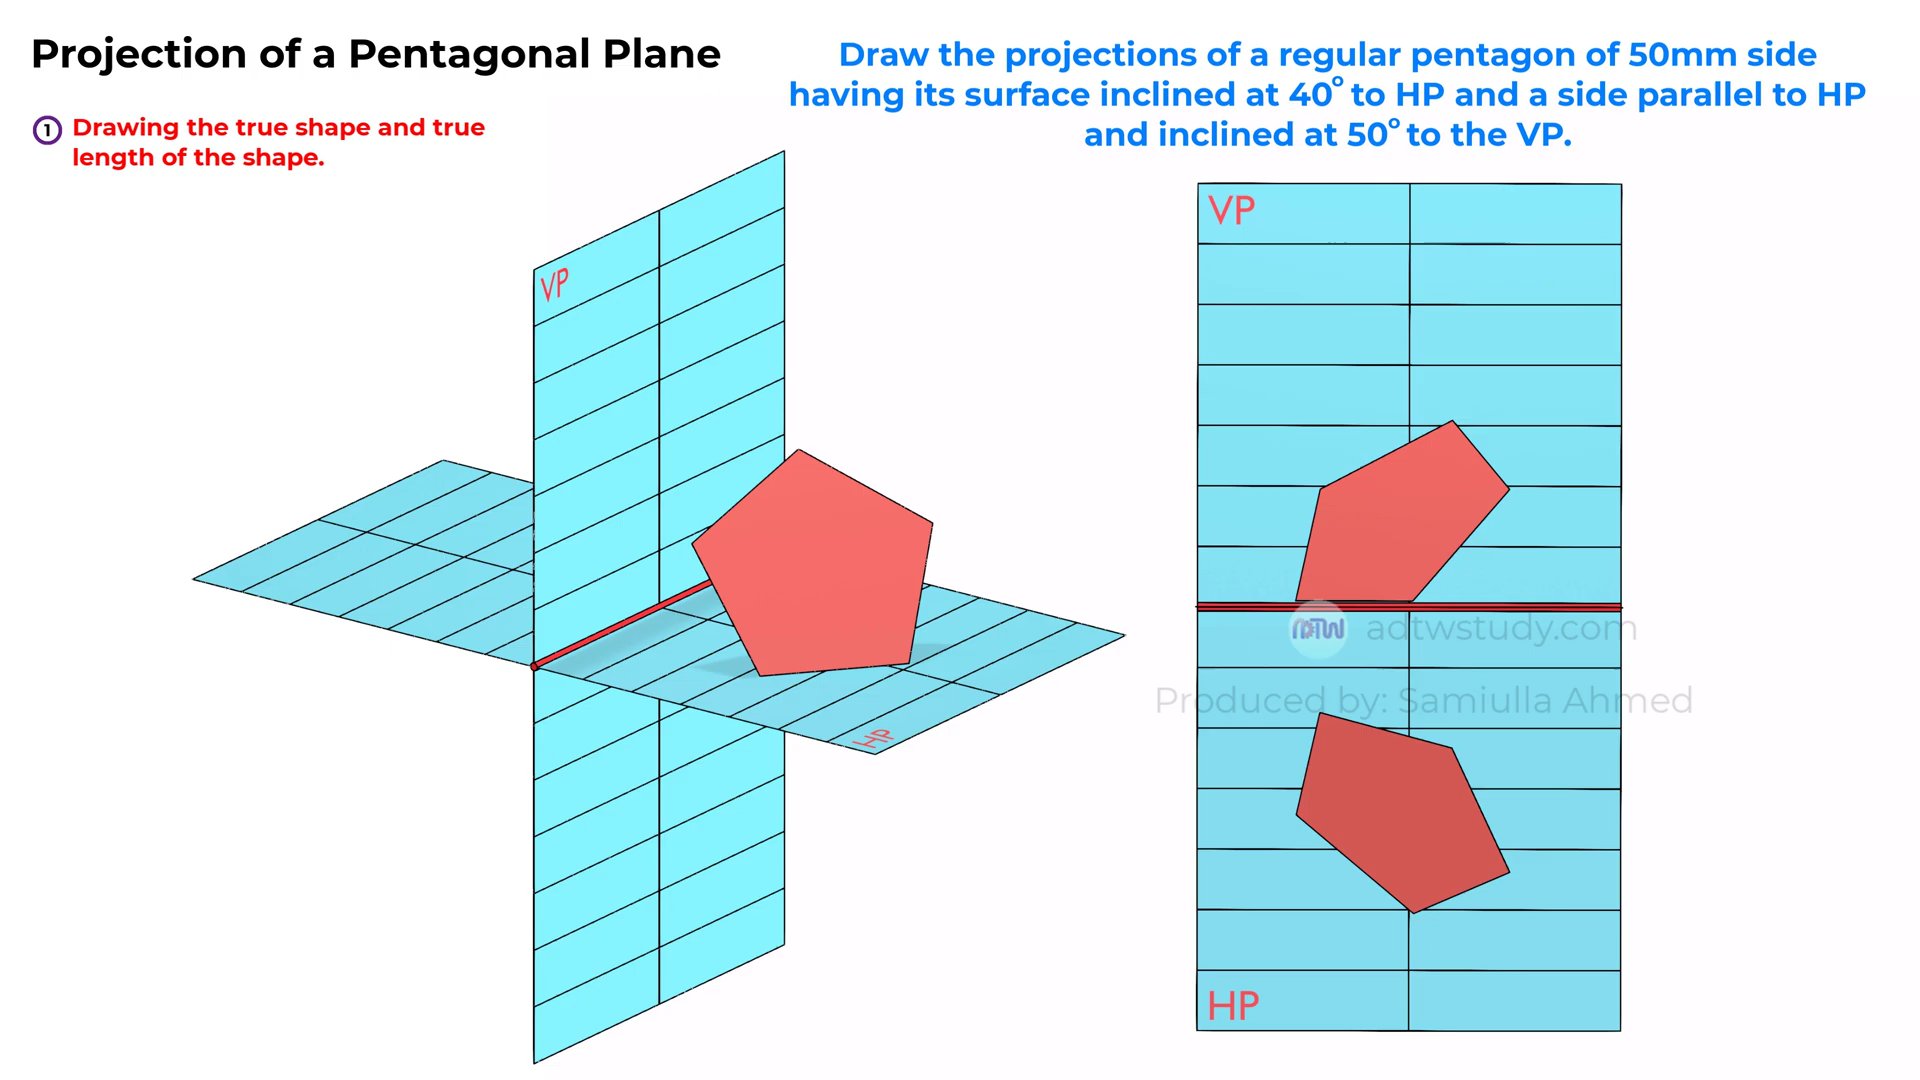 Projection of a Pentagonal Plane
1 Drawing the true shape and true
length of the shape.
Draw the projections of a regular pentagon of 50mm side
having its surface inclined at 40° to HP and a side parallel to HP
and inclined at 50° to the VP.
VP
HP
VP
ADTW adtwstudy.com
Produced by: Samiulla Ahmed
HP